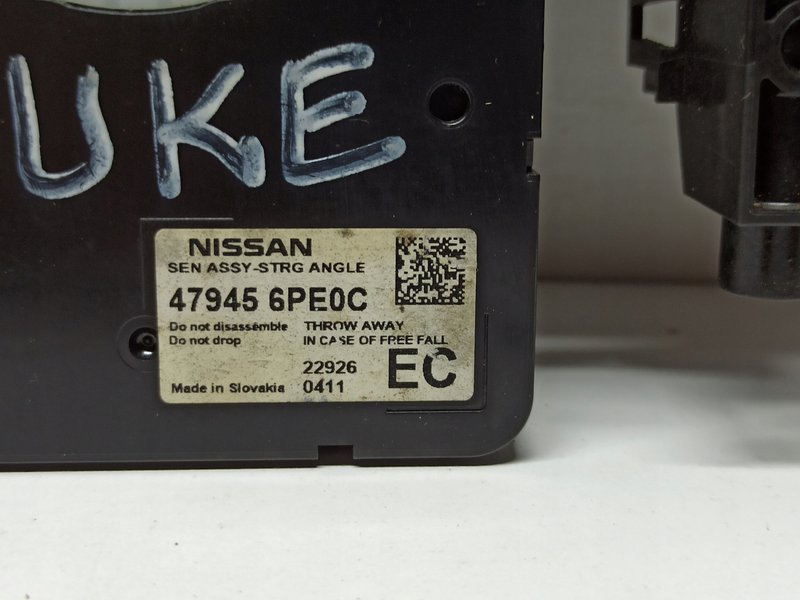 UKE
NISSAN
SEN ASSY-STRG ANGLE
47945 6PE0C
Do not disassemble THROW AWAY
Do not drop IN CASE OF FREE FALL
22926
Made in Slovakia 0411
EC